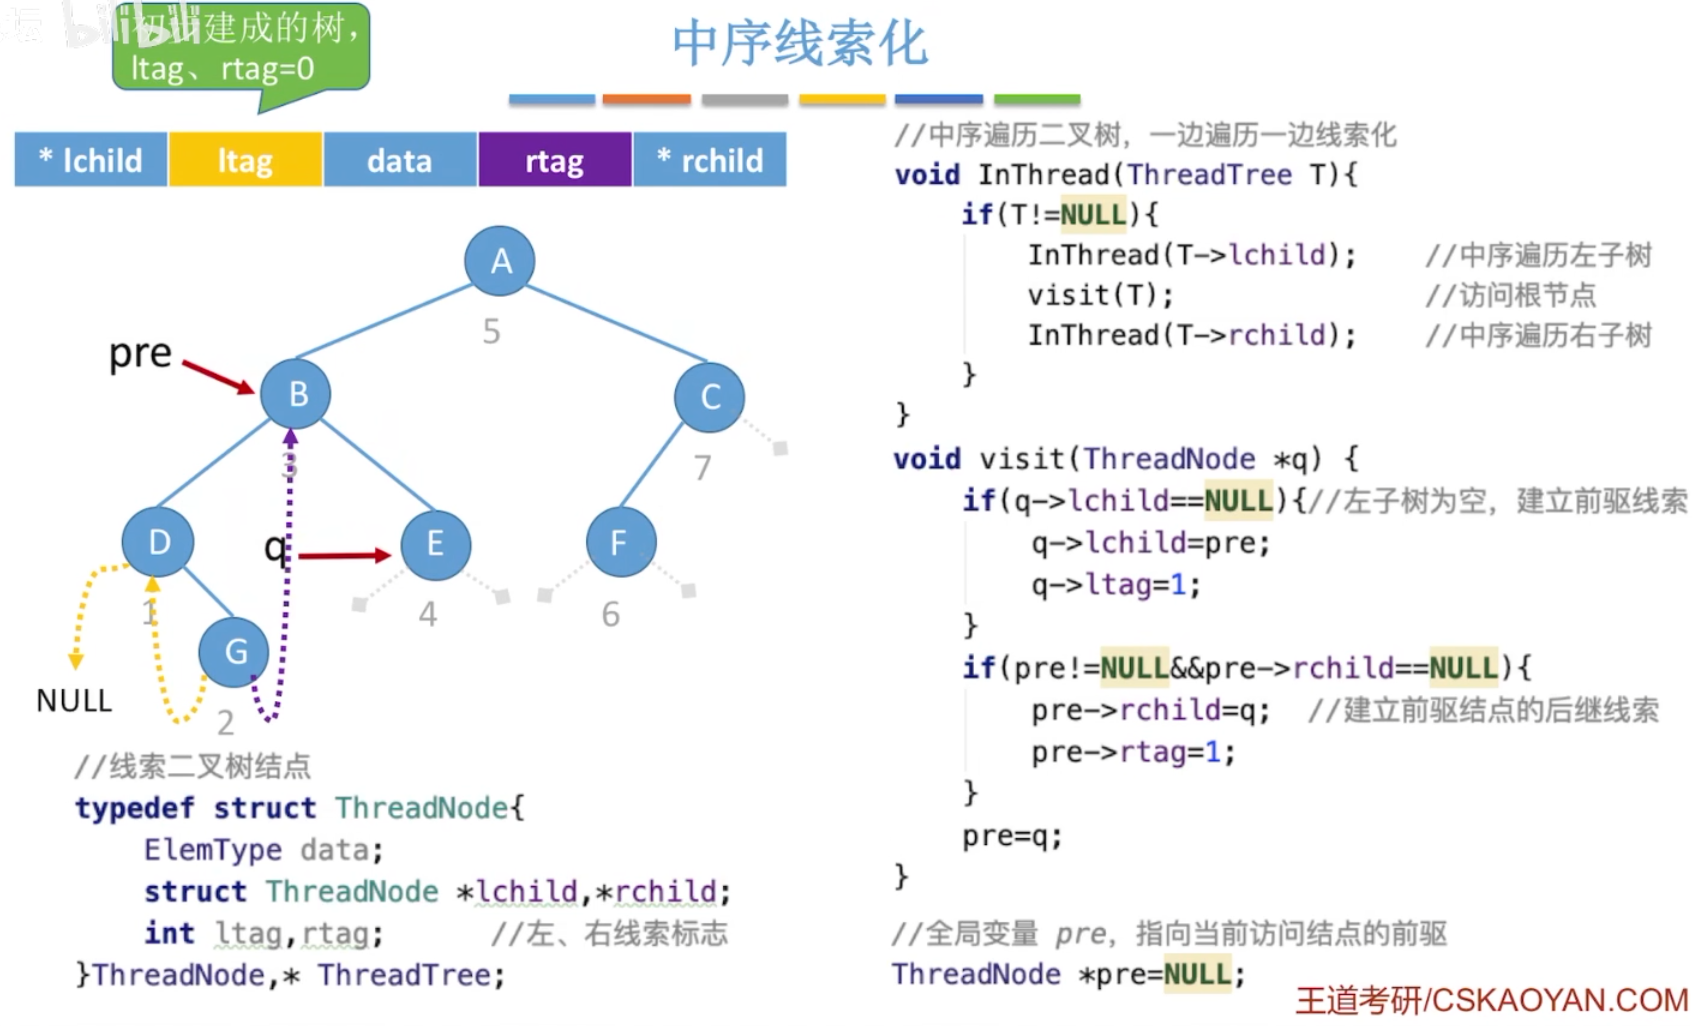 bilibili
初步建成的树，
ltag、rtag=0
中序线索化
* lchild ltag data rtag * rchild
A
5
pre
B
3
C
7
D
1
q
E
4
F
6
G
2
NULL
//线索二叉树结点
typedef struct ThreadNode{
ElemType data;
struct ThreadNode *lchild,*rchild;
int ltag,rtag; //左、右线索标志
}ThreadNode,* ThreadTree;
//中序遍历二叉树，一边遍历一边线索化
void InThread(ThreadTree T){
if(T!=NULL){
InThread(T->lchild); //中序遍历左子树
visit(T); //访问根节点
InThread(T->rchild); //中序遍历右子树
}
}
void visit(ThreadNode *q) {
if(q->lchild==NULL){//左子树为空，建立前驱线索
q->lchild=pre;
q->ltag=1;
}
if(pre!=NULL&&pre->rchild==NULL){
pre->rchild=q; //建立前驱结点的后继线索
pre->rtag=1;
}
pre=q;
}
//全局变量 pre，指向当前访问结点的前驱
ThreadNode *pre=NULL;
王道考研/CSKAOYAN.COM